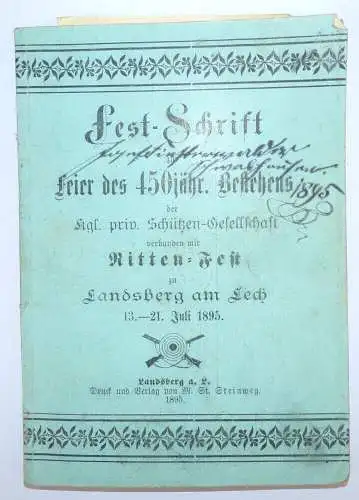 Fest-Schrift
Feier des 450jähr. Bestehens
der
Kgl. priv. Schützen-Gesellschaft
verbunden mit
Ritten-Fest
zu
Landsberg am Lech
13.—21. Juli 1895.
1895
Landsberg a. L.
Druck und Verlag von M. St. Steinweg.
1895.